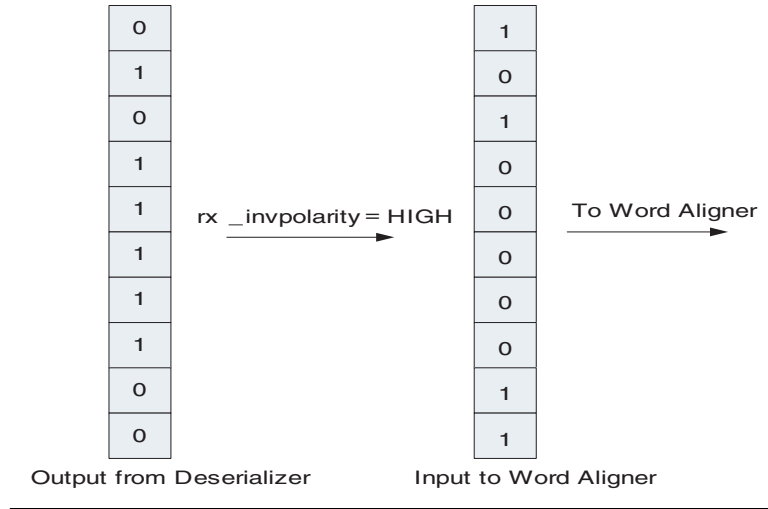 0 1
1 0
0 1
1 0
1 0
rx _invpolarity = HIGH
To Word Aligner
1 0
1 0
1 0
0 1
0 1
Output from Deserializer
Input to Word Aligner